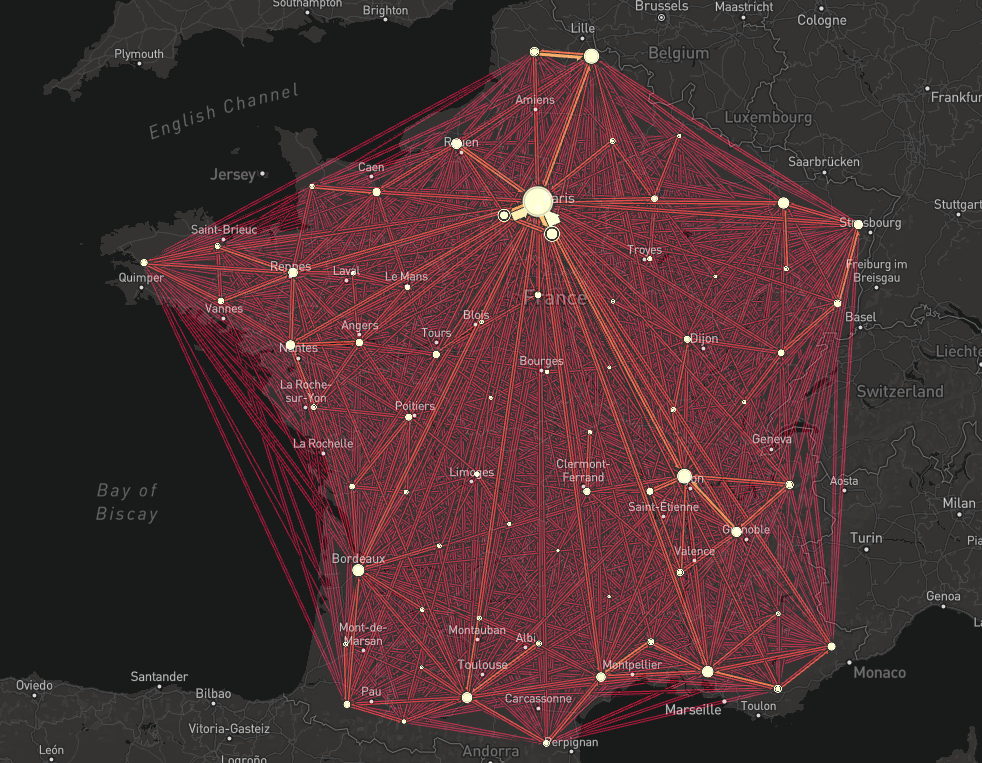 Southampton
Brighton
Brussels
Maastricht
Cologne
Lille
Plymouth
Belgium
Frankfur
English Channel
Amiens
Luxembourg
Rouen
Caen
Saarbrücken
Jersey
aris
Stuttgart
Saint-Brieuc
Strasbourg
Troyes
Rennes
Laval
Le Mans
Freiburg im
Breisgau
Quimper
France
Vannes
Blois
Basel
Angers
Tours
Nantes
Dijon
Liechte
Bourges
La Roche-
sur-Yon
Switzerland
Poitiers
La Rochelle
Geneva
Limoges
Clermont-
Ferrand
on
Aosta
Bay of
Biscay
Saint-Étienne
Milan
Grenoble
Turin
Pia
Valence
Bordeaux
Genoa
Mont-de-
Marsan
Montauban
Albi
La
Toulouse
Montpellier
Monaco
Santander
Oviedo
Bilbao
Pau
Carcassonne
Marseille
Toulon
Vitoria-Gasteiz
Perpignan
León
Andorra
Logroño